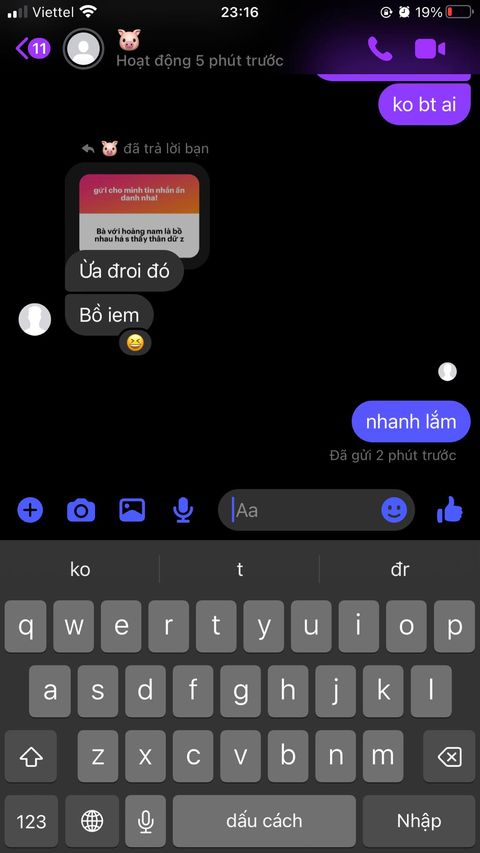 Viettel
23:16
19%
11
Hoạt động 5 phút trước
ko bt ai
đã trả lời bạn
gửi cho mình tin nhắn ẩn
danh nha!
Bà với hoàng nam là bồ
nhau há s thấy thân dữ z
Ừa đroi đó
Bồ iem
nhanh lắm
Đã gửi 2 phút trước
Aa
ko t đr
q w e r t y u i o p
a s d f g h j k l
z x c v b n m
123 dấu cách Nhập